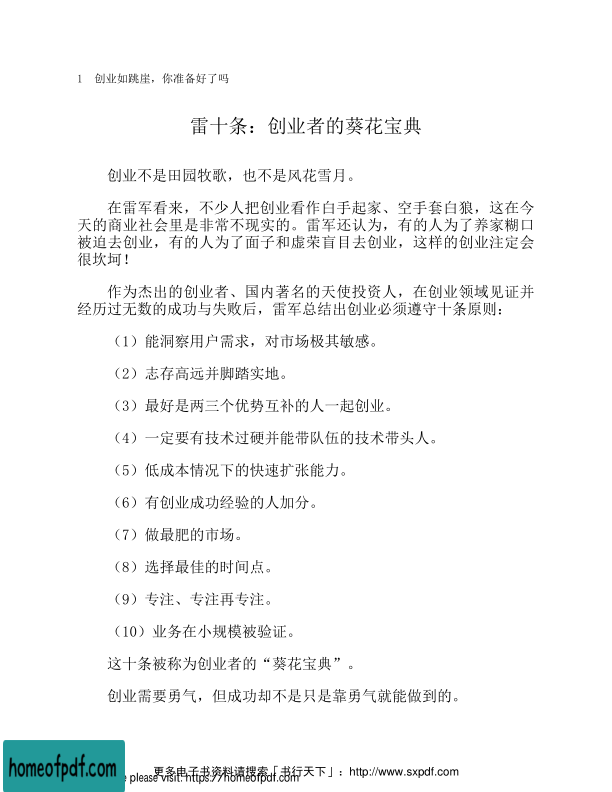 1 创业如跳崖，你准备好了吗
雷十条：创业者的葵花宝典
创业不是田园牧歌，也不是风花雪月。
在雷军看来，不少人把创业看作白手起家、空手套白狼，这在今
天的商业社会里是非常不现实的。雷军还认为，有的人为了养家糊口
被迫去创业，有的人为了面子和虚荣盲目去创业，这样的创业注定会
很坎坷！
作为杰出的创业者、国内著名的天使投资人，在创业领域见证并
经历过无数的成功与失败后，雷军总结出创业必须遵守十条原则：
（1）能洞察用户需求，对市场极其敏感。
（2）志存高远并脚踏实地。
（3）最好是两三个优势互补的人一起创业。
（4）一定要有技术过硬并能带队伍的技术带头人。
（5）低成本情况下的快速扩张能力。
（6）有创业成功经验的人加分。
（7）做最肥的市场。
（8）选择最佳的时间点。
（9）专注、专注再专注。
（10）业务在小规模被验证。
这十条被称为创业者的“葵花宝典”。
创业需要勇气，但成功却不是只是靠勇气就能做到的。
更多电子书资料请搜索「书行天下」：http://www.sxpdf.com
homeofpdf.com
e please visit: https://homeofpdf.com